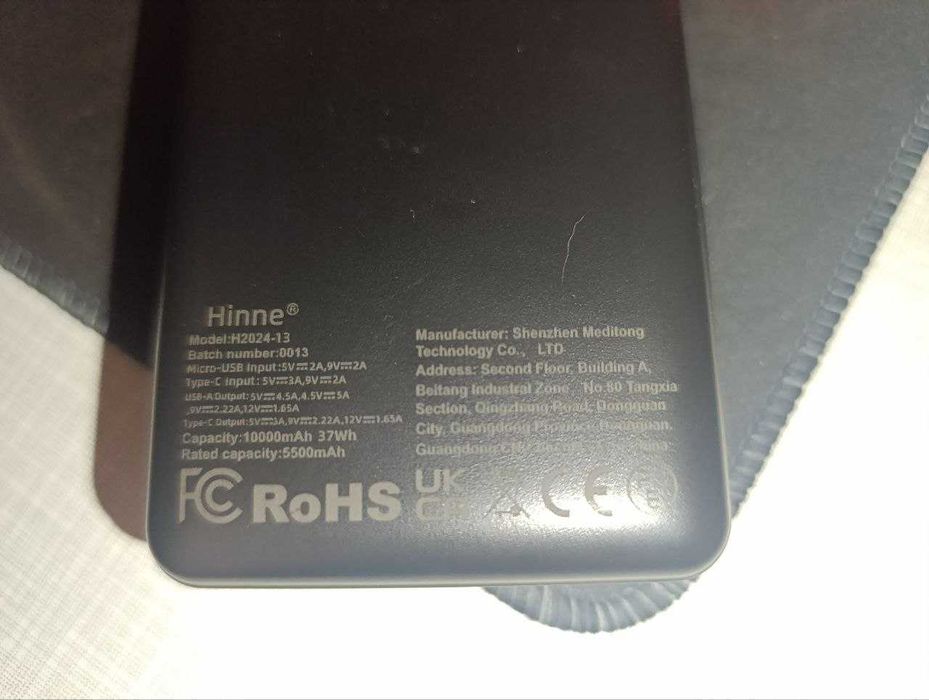 Hinne®
Model:H2024-13
Batch number:0013
Micro-USB Input:5V⎓2A,9V⎓2A
Type-C Input: 5V⎓3A,9V⎓2A
USB-A Output:5V⎓4.5A,4.5V⎓5A
,9V⎓2.22A,12V⎓1.65A
Type-C Output:5V⎓3A,9V⎓2.22A,12V⎓1.65A
Capacity:10000mAh 37Wh
Rated capacity:5500mAh
Manufacturer: Shenzhen Meditong
Technology Co., LTD
Address: Second Floor, Building A,
Beitang Industrial Zone, No.80 Tangxia
Section, Qingzhang Road, Dongguan
City, Guangdong Province Dongguan,
Guangdong
FC RoHS UK CA CE